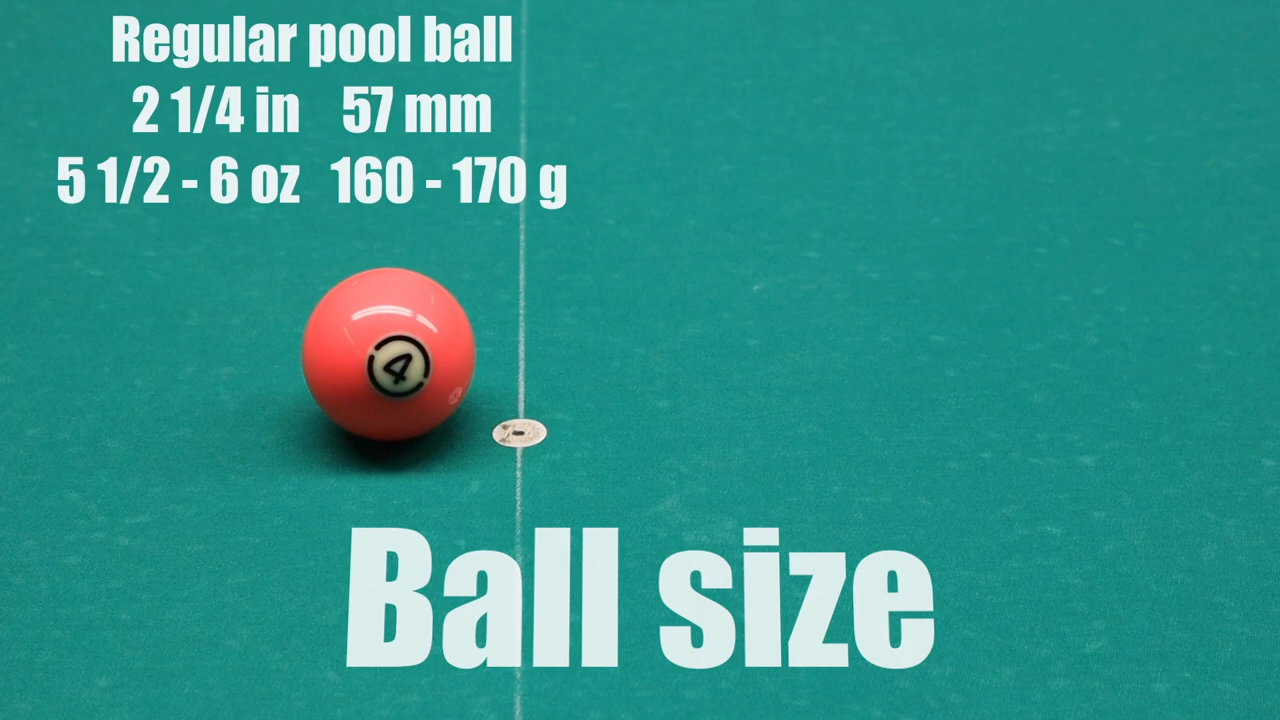 Regular pool ball
2 1/4 in 57 mm
5 1/2 - 6 oz 160 - 170 g
4
Ball size